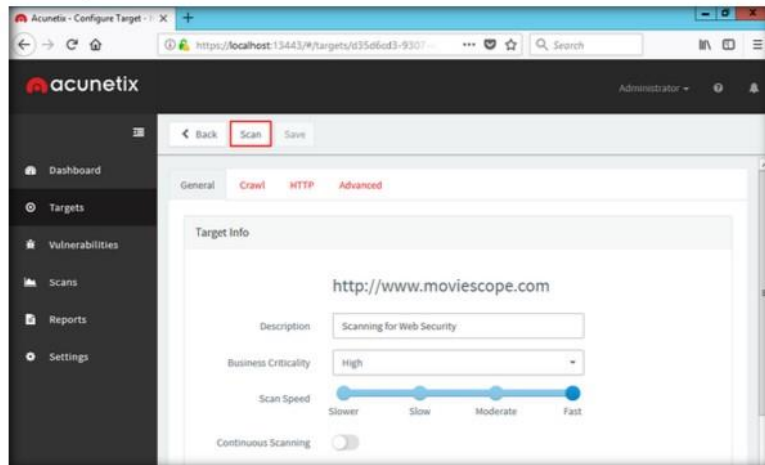 Acunetix - Configure Target -
https://localhost:13443/#/targets/d35d6cd3-9307
Search
acunetix
Administrator
Back Scan Save
Dashboard
Targets
Vulnerabilities
Scans
Reports
Settings
General Crawl HTTP Advanced
Target Info
http://www.moviescope.com
Description Scanning for Web Security
Business Criticality High
Scan Speed
Slower Slow Moderate Fast
Continuous Scanning